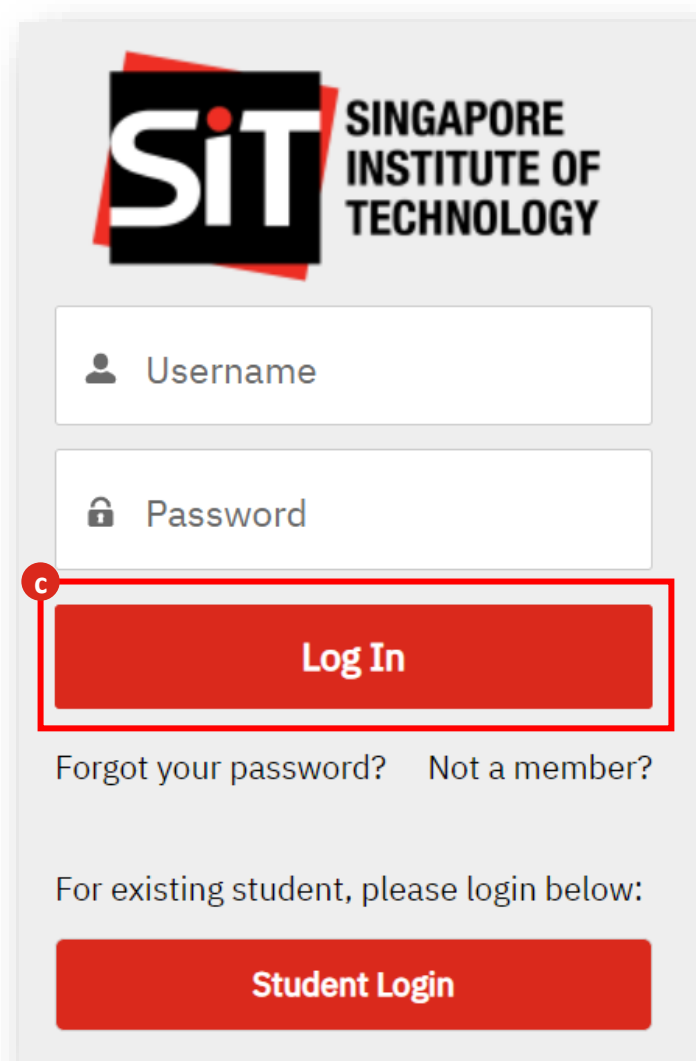 SiT
SINGAPORE
INSTITUTE OF
TECHNOLOGY
Username
Password
c
Log In
Forgot your password? Not a member?
For existing student, please login below:
Student Login